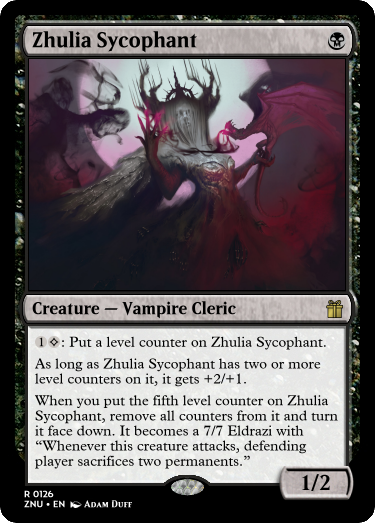 Zhulia Sycophant
Creature — Vampire Cleric
1◇: Put a level counter on Zhulia Sycophant.
As long as Zhulia Sycophant has two or more
level counters on it, it gets +2/+1.
When you put the fifth level counter on Zhulia
Sycophant, remove all counters from it and turn
it face down. It becomes a 7/7 Eldrazi with
“Whenever this creature attacks, defending
player sacrifices two permanents.”
1/2
R 0126
ZNU • EN Adam Duff